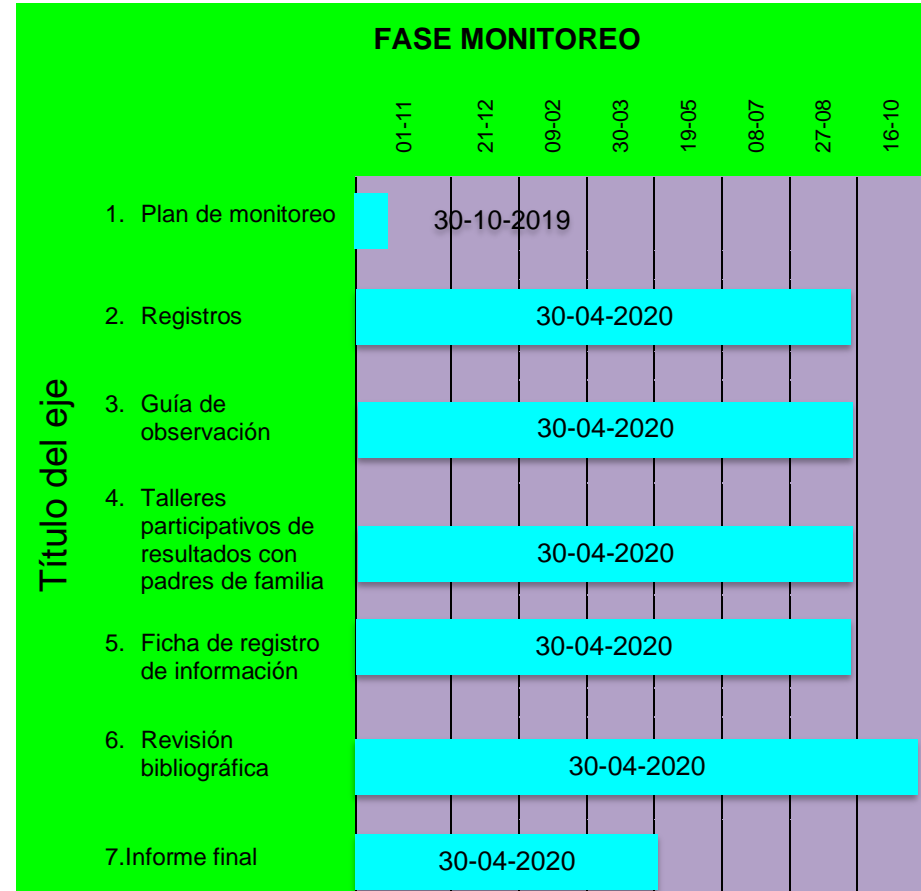 FASE MONITOREO
01-11
21-12
09-02
30-03
19-05
08-07
27-08
16-10
Título del eje
1. Plan de monitoreo
30-10-2019
2. Registros
30-04-2020
3. Guía de
observación
30-04-2020
4. Talleres
participativos de
resultados con
padres de familia
30-04-2020
5. Ficha de registro
de información
30-04-2020
6. Revisión
bibliográfica
30-04-2020
7.Informe final
30-04-2020